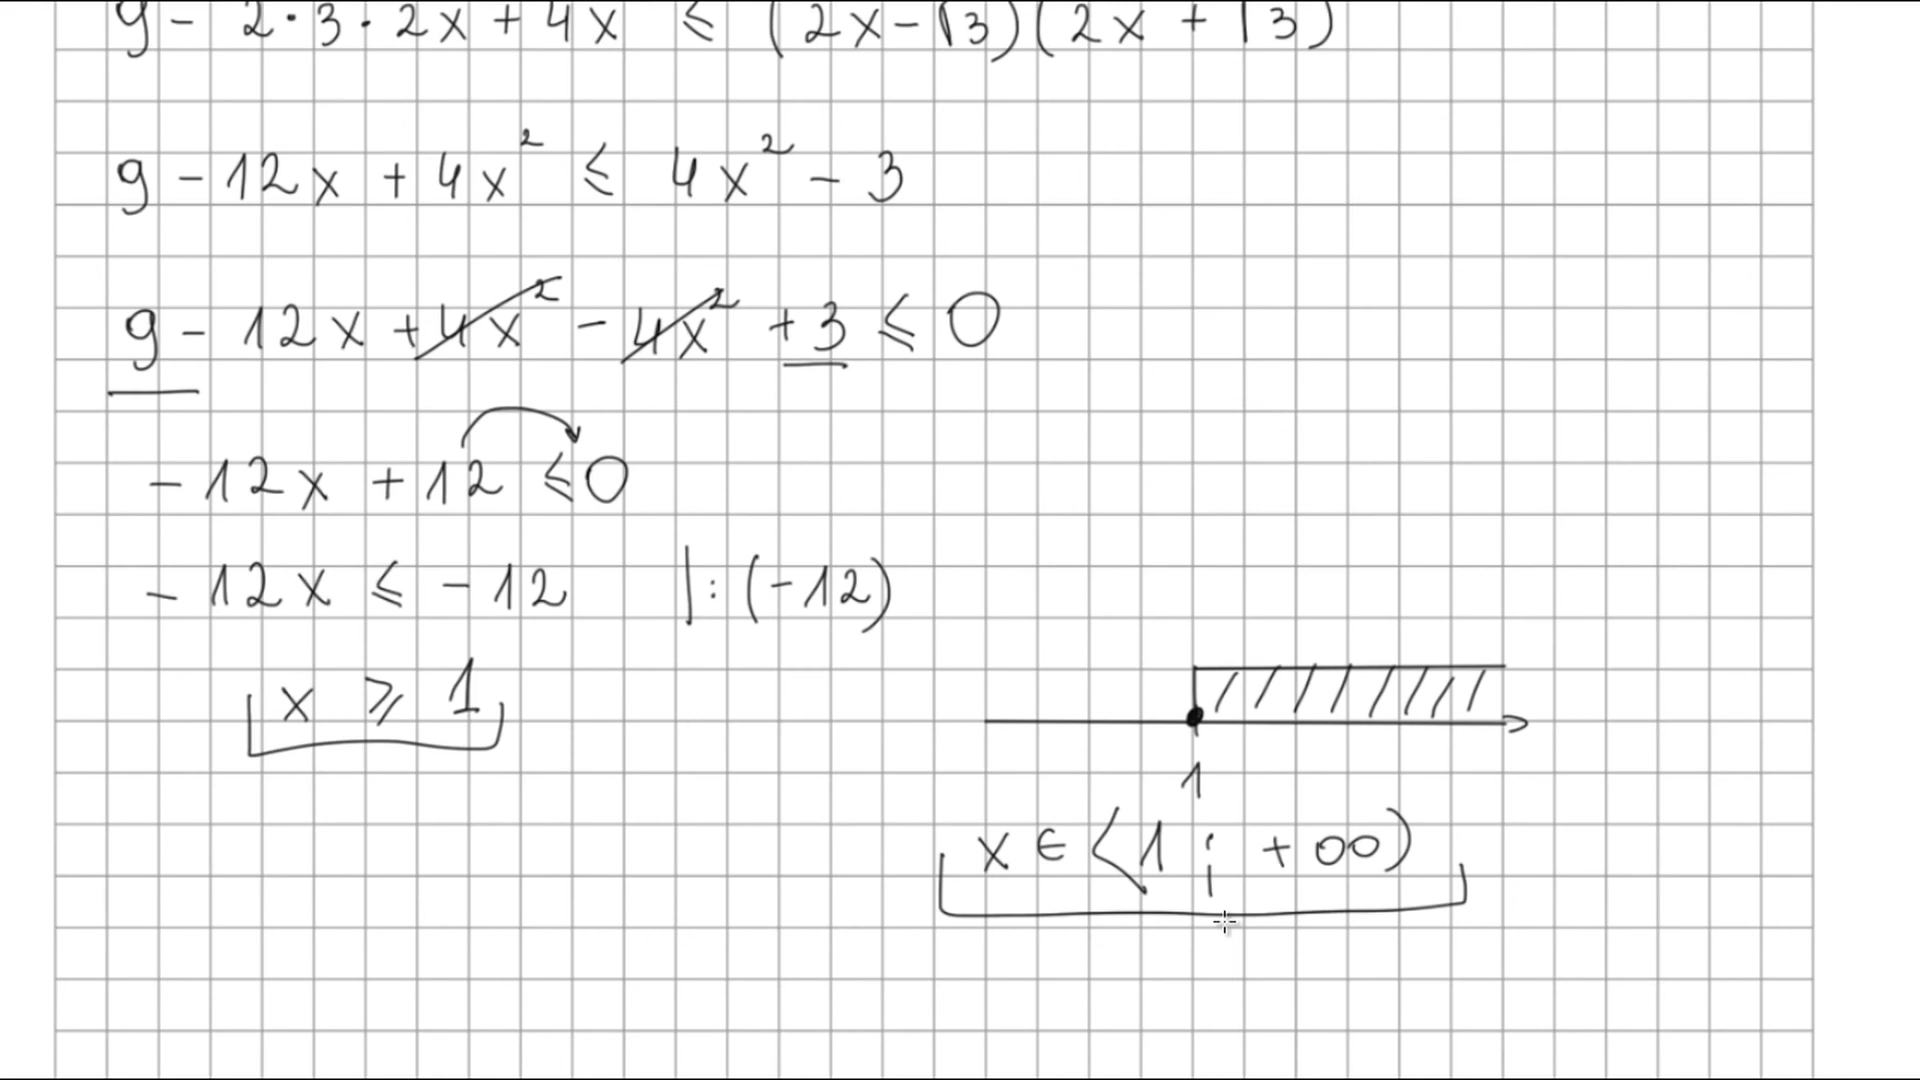 9 - 2·3·2x + 4x ≤ (2x - √3)(2x + √3)
9 - 12x + 4x² ≤ 4x² - 3
9 - 12x + 4x² - 4x² + 3 ≤ 0
- 12x + 12 ≤ 0
- 12x ≤ - 12 | : (-12)
x ≥ 1
1
x ∈ ⟨1 ; +∞)